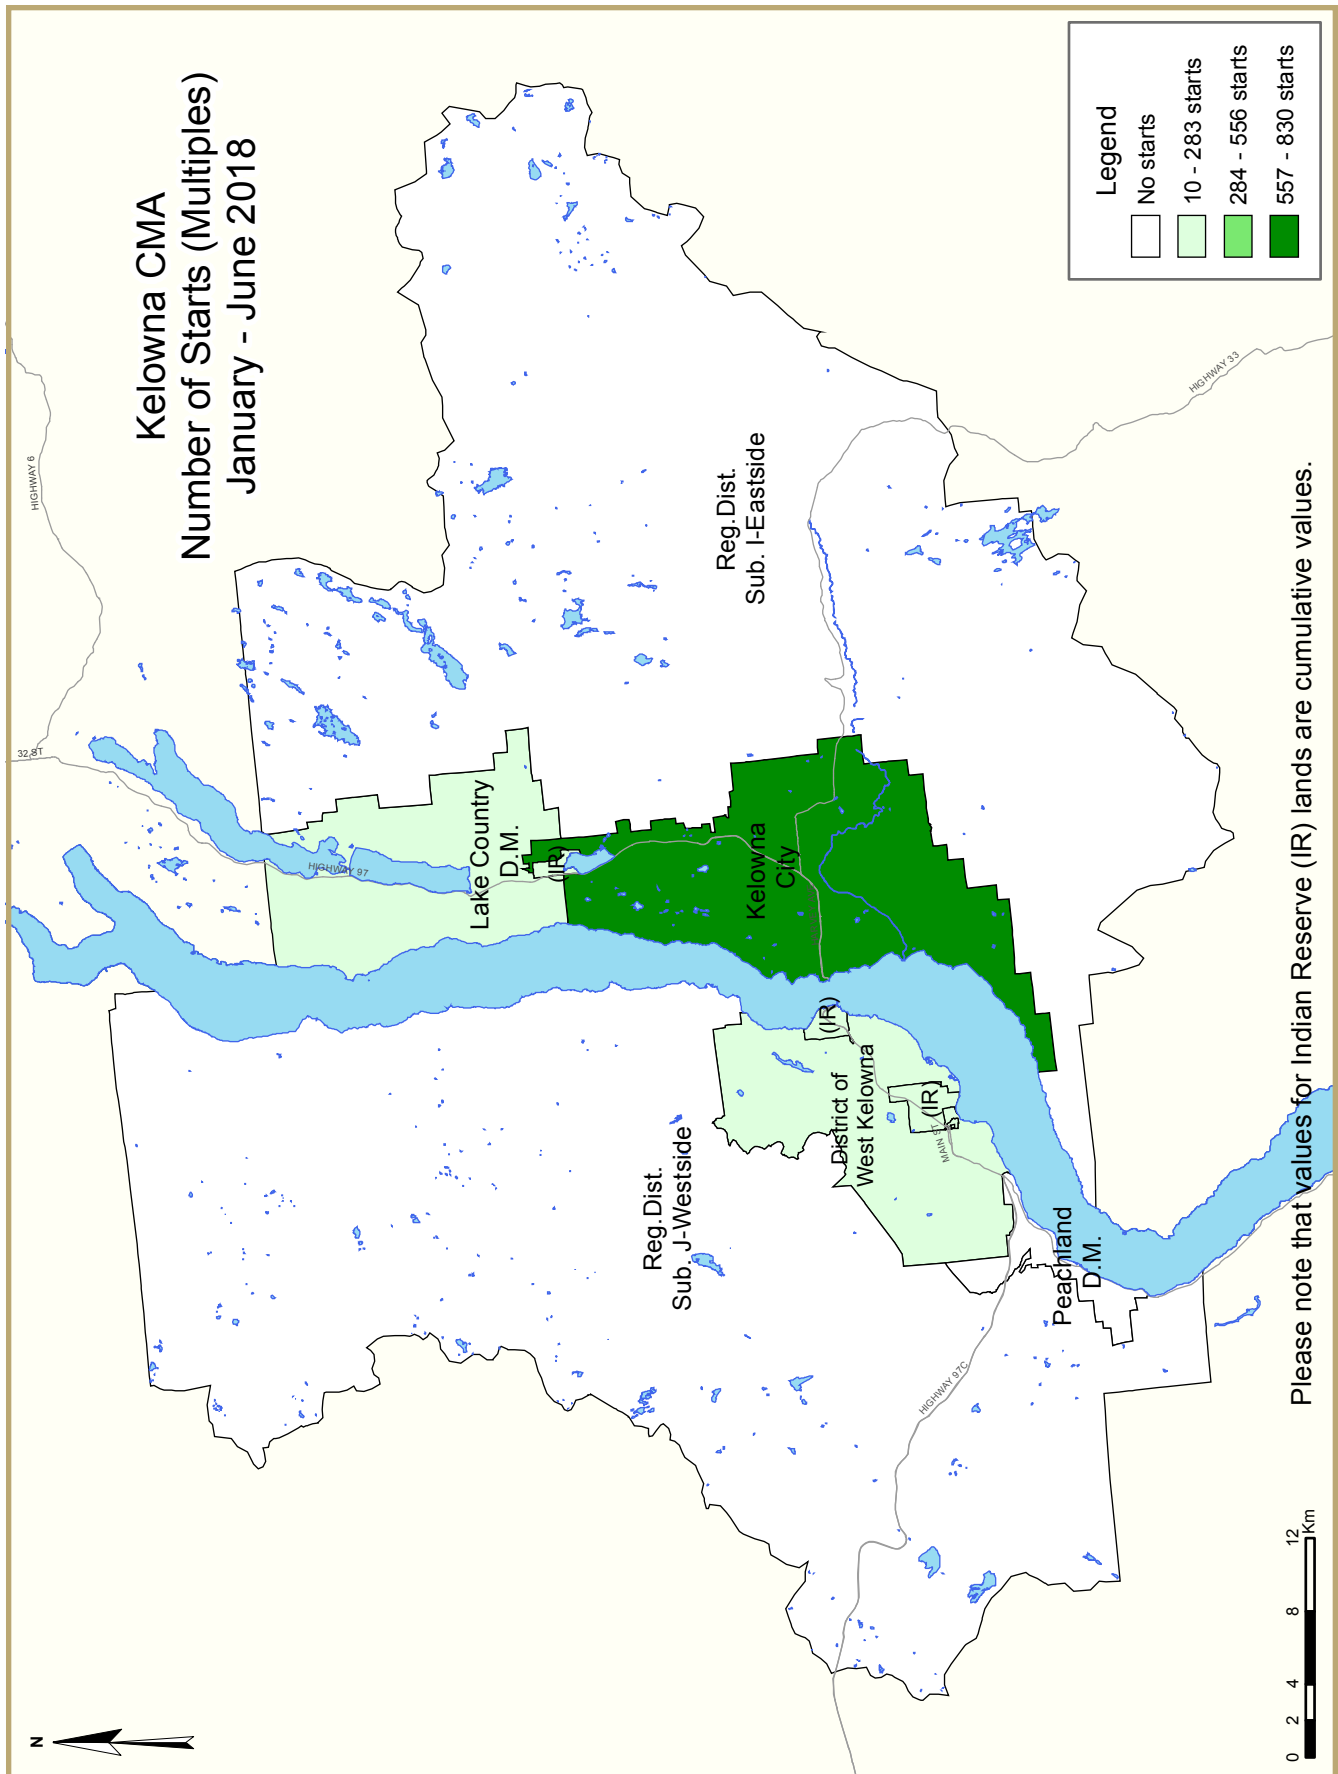 Kelowna CMA
Number of Starts (Multiples)
January - June 2018
N
HIGHWAY 6
32 ST
HIGHWAY 97
Lake Country
D.M.
(IR)
Reg.Dist.
Sub. I-Eastside
Kelowna
City
HIGHWAY 33
Reg.Dist.
Sub. J-Westside
(IR)
District of
West Kelowna
(IR)
MAIN ST
HIGHWAY 97C
Peachland
D.M.
Legend
No starts
10 - 283 starts
284 - 556 starts
557 - 830 starts
0 2 4 8 12
Km
Please note that values for Indian Reserve (IR) lands are cumulative values.